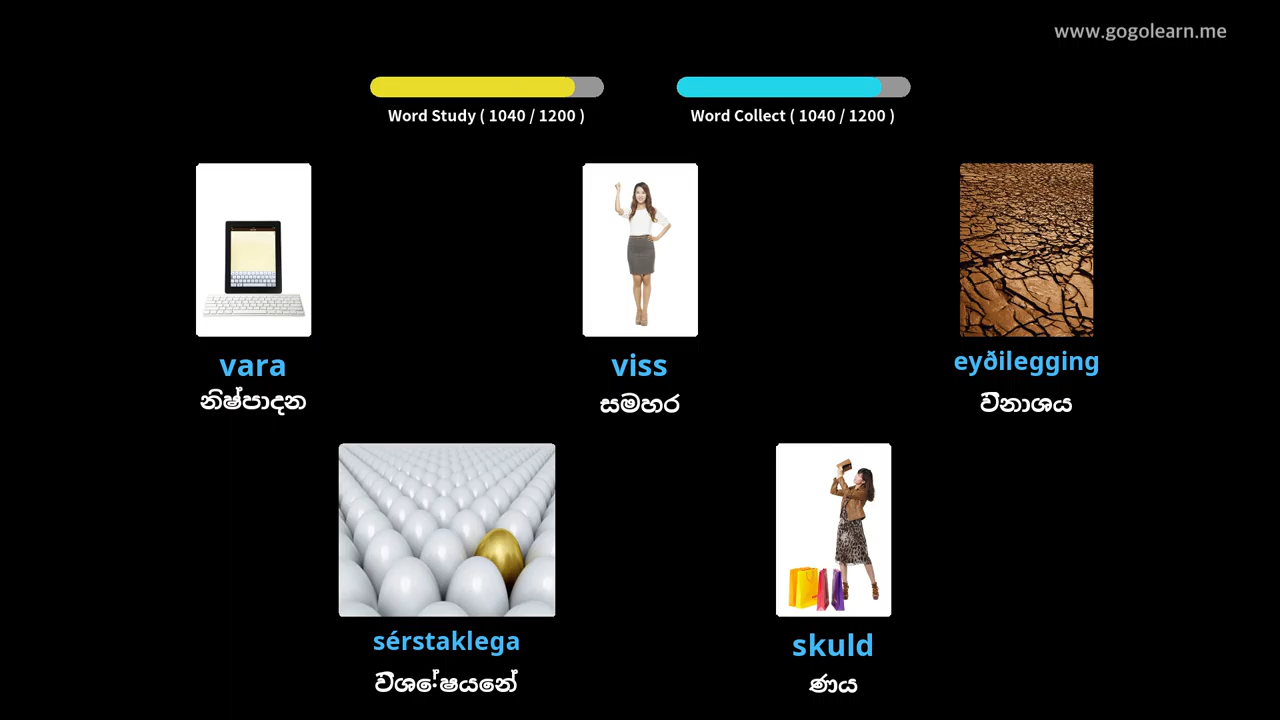 www.gogolearn.me
Word Study ( 1040 / 1200 )
Word Collect ( 1040 / 1200 )
vara
නිෂ්පාදන
viss
සමහර
eyðilegging
විනාශය
sérstaklega
විශේෂයනේ
skuld
ණය